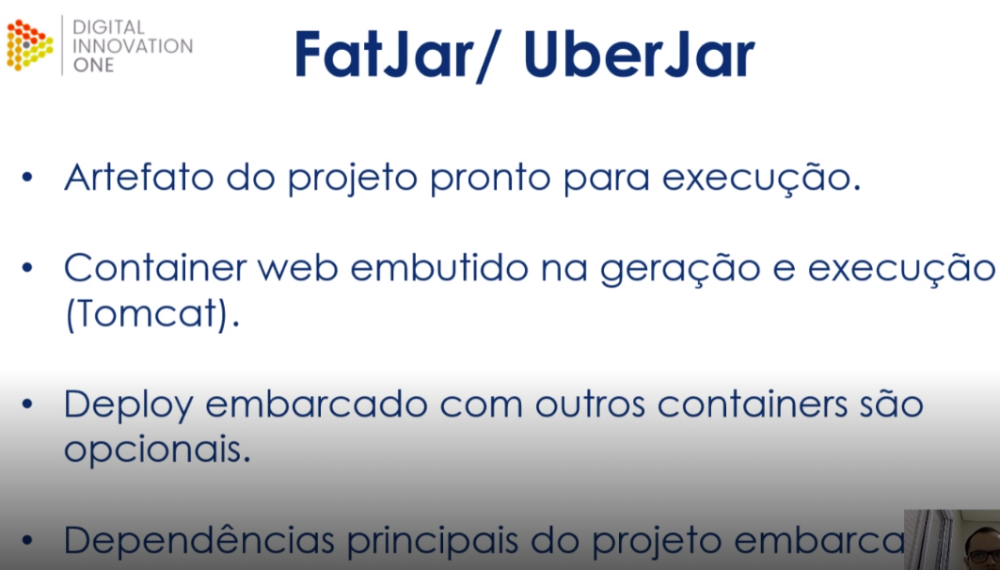 DIGITAL
INNOVATION
ONE
FatJar/ UberJar
• Artefato do projeto pronto para execução.
• Container web embutido na geração e execução
(Tomcat).
• Deploy embarcado com outros containers são
opcionais.
• Dependências principais do projeto embarca